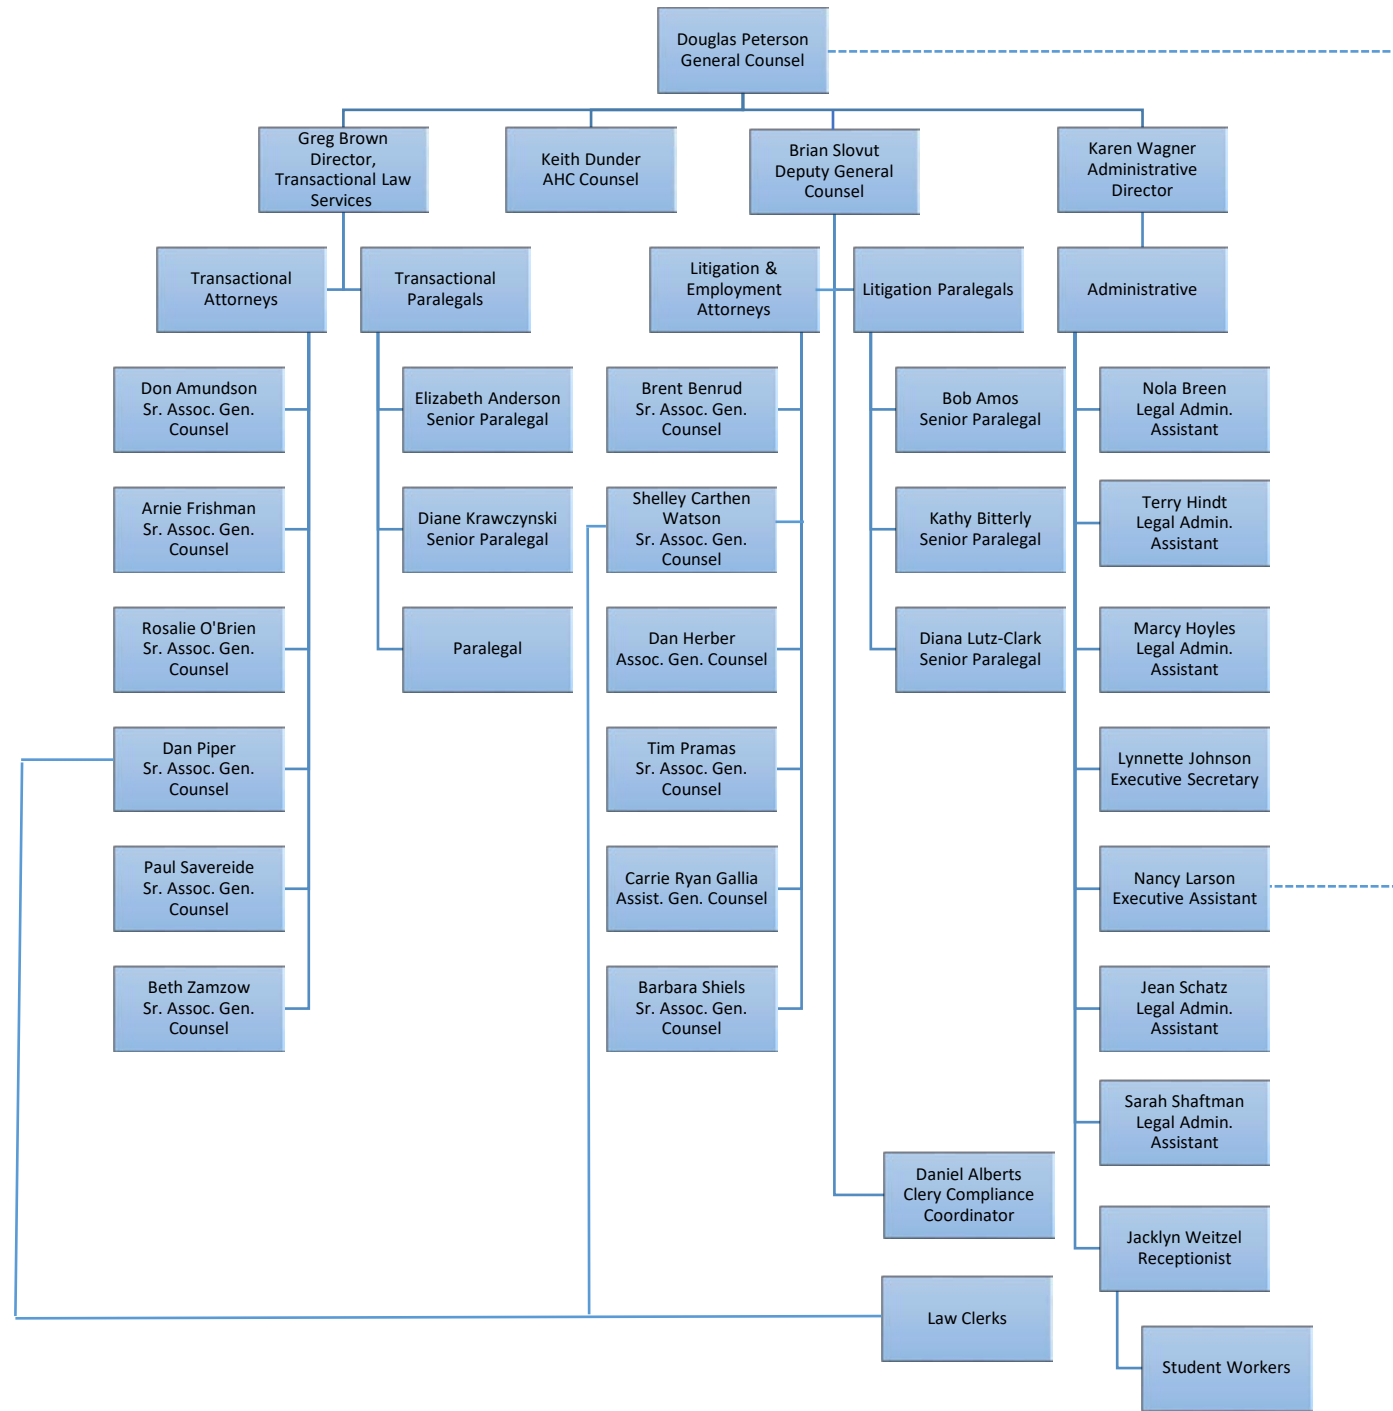 Douglas Peterson
General Counsel
Greg Brown
Director,
Transactional Law
Services
Keith Dunder
AHC Counsel
Brian Slovut
Deputy General
Counsel
Karen Wagner
Administrative
Director
Transactional
Attorneys
Transactional
Paralegals
Litigation &
Employment
Attorneys
Litigation Paralegals
Administrative
Don Amundson
Sr. Assoc. Gen.
Counsel
Elizabeth Anderson
Senior Paralegal
Brent Benrud
Sr. Assoc. Gen.
Counsel
Bob Amos
Senior Paralegal
Nola Breen
Legal Admin.
Assistant
Arnie Frishman
Sr. Assoc. Gen.
Counsel
Diane Krawczynski
Senior Paralegal
Shelley Carthen
Watson
Sr. Assoc. Gen.
Counsel
Kathy Bitterly
Senior Paralegal
Terry Hindt
Legal Admin.
Assistant
Rosalie O'Brien
Sr. Assoc. Gen.
Counsel
Paralegal
Dan Herber
Assoc. Gen. Counsel
Diana Lutz-Clark
Senior Paralegal
Marcy Hoyles
Legal Admin.
Assistant
Dan Piper
Sr. Assoc. Gen.
Counsel
Tim Pramas
Sr. Assoc. Gen.
Counsel
Lynnette Johnson
Executive Secretary
Paul Savereide
Sr. Assoc. Gen.
Counsel
Carrie Ryan Gallia
Assist. Gen. Counsel
Nancy Larson
Executive Assistant
Beth Zamzow
Sr. Assoc. Gen.
Counsel
Barbara Shiels
Sr. Assoc. Gen.
Counsel
Jean Schatz
Legal Admin.
Assistant
Sarah Shaftman
Legal Admin.
Assistant
Daniel Alberts
Clery Compliance
Coordinator
Jacklyn Weitzel
Receptionist
Law Clerks
Student Workers